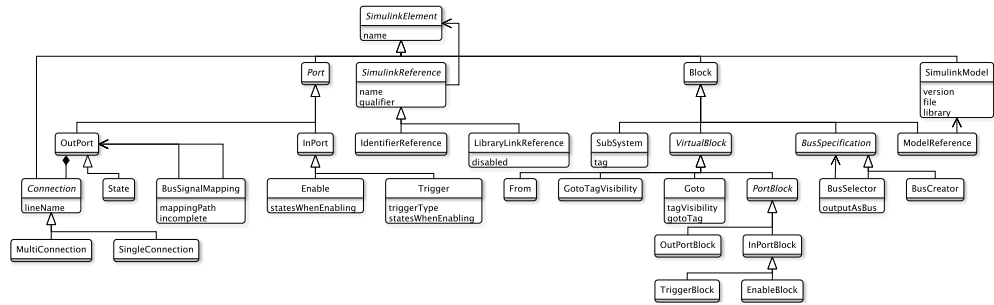 SimulinkElement
name
Port
SimulinkReference
name
qualifier
Block
SimulinkModel
version
file
library
OutPort
InPort
IdentifierReference
LibraryLinkReference
disabled
SubSystem
tag
VirtualBlock
BusSpecification
ModelReference
Connection
lineName
State
BusSignalMapping
mappingPath
incomplete
Enable
statesWhenEnabling
Trigger
triggerType
statesWhenEnabling
From
GotoTagVisibility
Goto
tagVisibility
gotoTag
PortBlock
BusSelector
outputAsBus
BusCreator
MultiConnection
SingleConnection
OutPortBlock
InPortBlock
TriggerBlock
EnableBlock